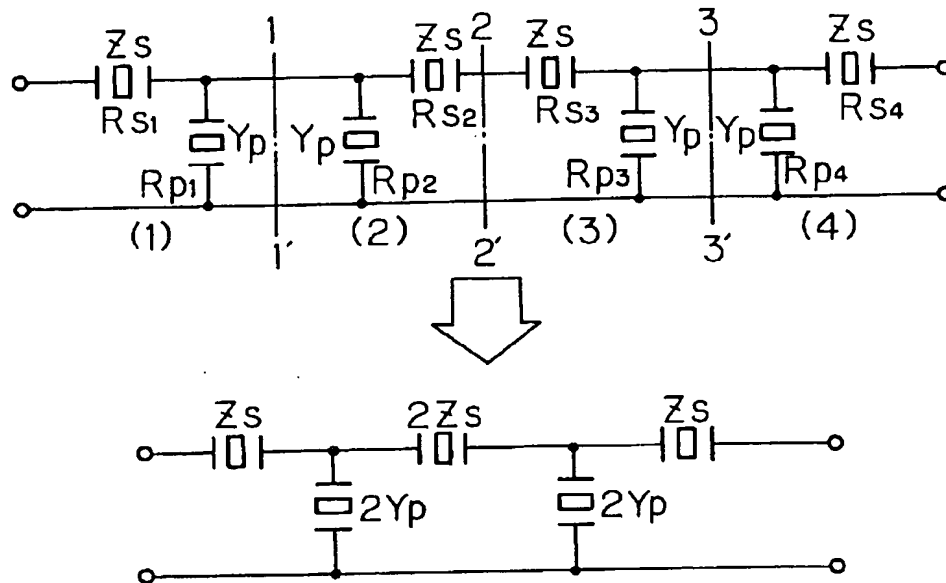 1 2 3
Zs Zs Zs Zs
Rs1 Rs2 Rs3 Rs4
Yp Yp Yp Yp
Rp1 Rp2 Rp3 Rp4
(1) (2) (3) (4)
1' 2' 3'
Zs 2Zs Zs
2Yp 2Yp